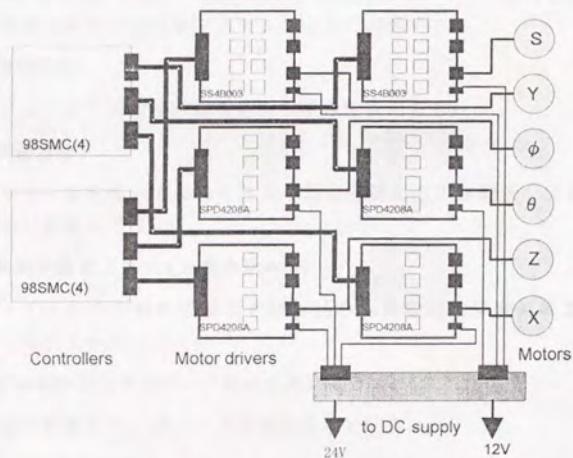 S
SS4B003
SS4B003
Y
98SMC(4)
φ
SPD4208A
SPD4208A
θ
Z
98SMC(4)
X
SPD4208A
SPD4208A
Controllers
Motor drivers
Motors
to DC supply
24V
12V